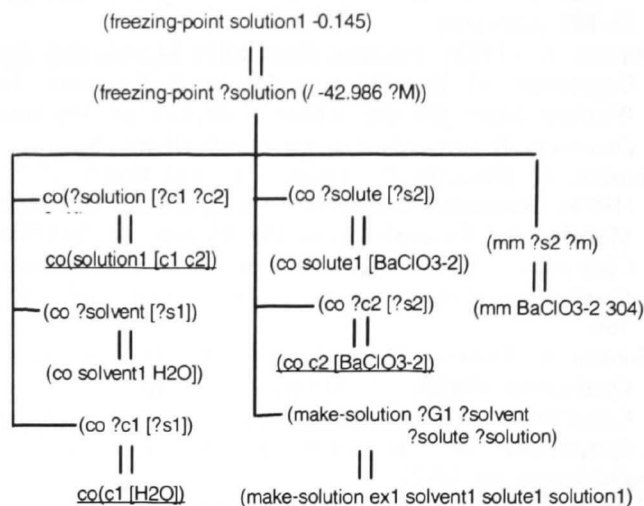 (freezing-point solution1 -0.145)
(freezing-point ?solution (/ -42.986 ?M))
co(?solution [?c1 ?c2]
co(solution1 [c1 c2])
(co ?solvent [?s1])
(co solvent1 H2O])
(co ?c1 [?s1])
co(c1 [H2O])
(co ?solute [?s2])
(co solute1 [BaClO3-2])
(co ?c2 [?s2])
(co c2 [BaClO3-2])
(make-solution ?G1 ?solvent
?solute ?solution)
(make-solution ex1 solvent1 solute1 solution1)
(mm ?s2 ?m)
(mm BaClO3-2 304)